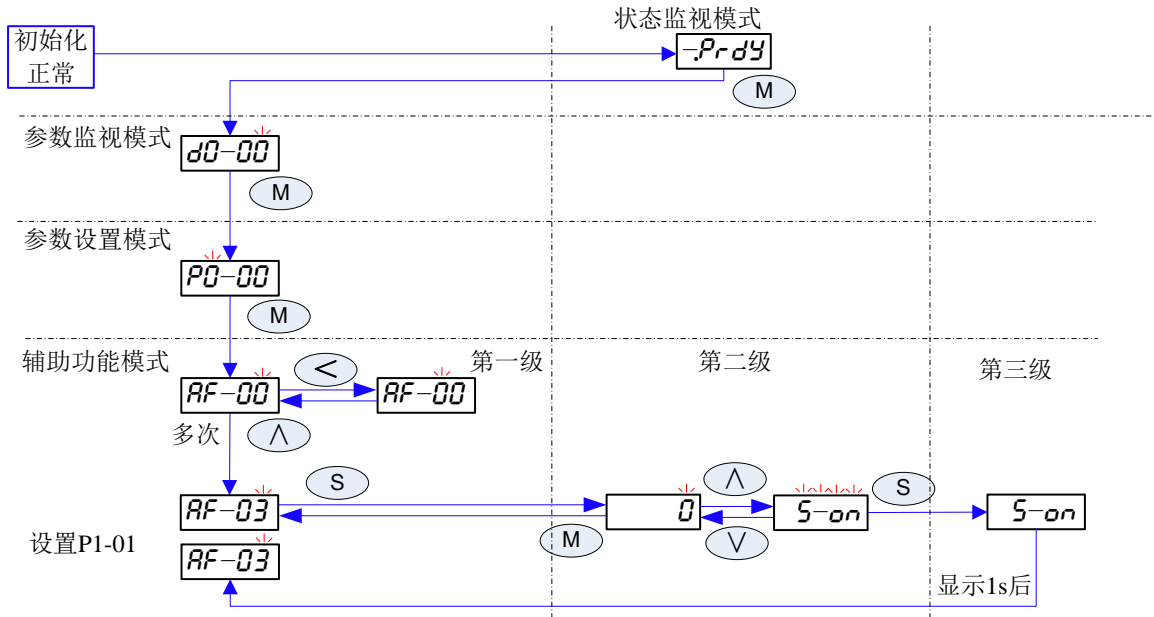 状态监视模式
初始化
正常
-.Prdy
M
参数监视模式
d0-00
M
参数设置模式
P0-00
M
辅助功能模式
第一级
第二级
第三级
<
AF-00
AF-00
多次
∧
AF-03
S
0
∧
S-on
S
S-on
M
∨
设置P1-01
AF-03
显示1s后